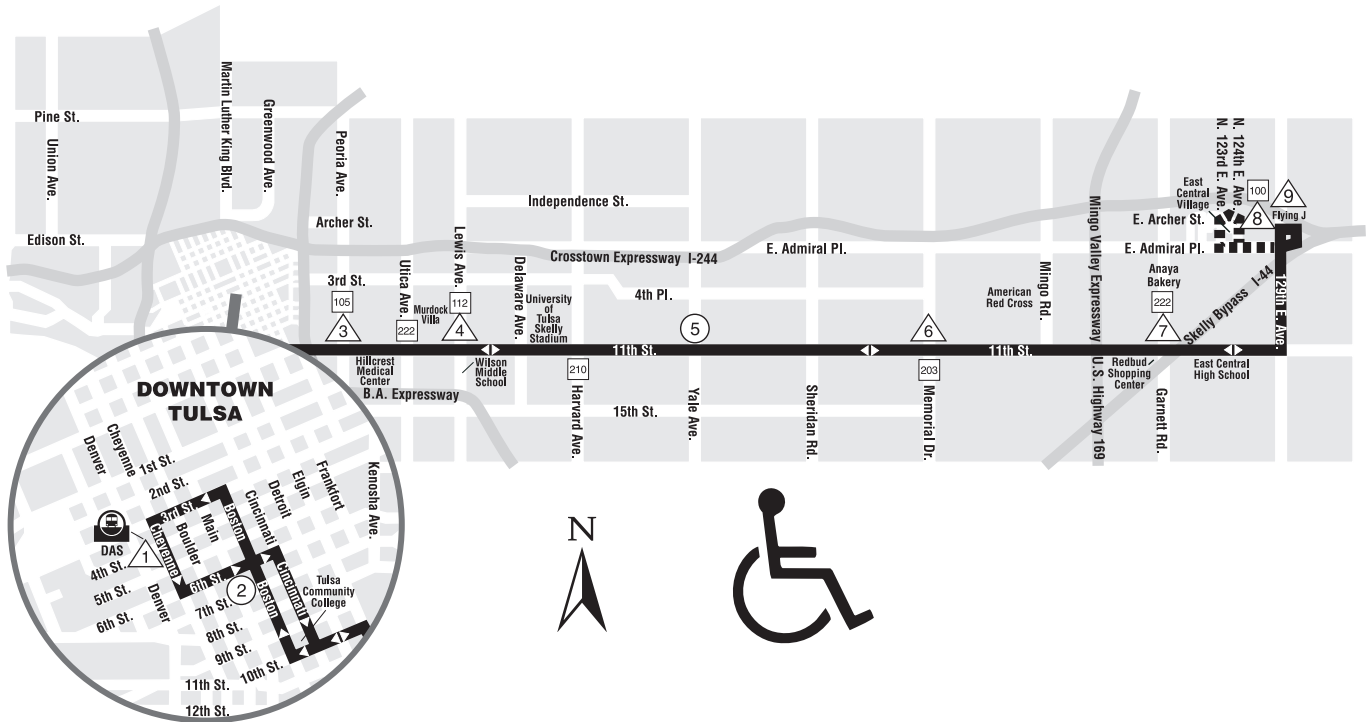 Pine St.
Union Ave.
Martin Luther King Blvd.
Greenwood Ave.
Peoria Ave.
Archer St.
Edison St.
Independence St.
Crosstown Expressway I-244
E. Admiral Pl.
Mingo Valley Expressway U.S. Highway 169
N. 123rd E. Ave.
N. 124th E. Ave.
East
Central
Village
E. Archer St.
E. Admiral Pl.
100
8
9
Flying J
3rd St.
105
3
Utica Ave.
222
Murdock
Villa
Lewis Ave.
112
4
Delaware Ave.
University
of
Tulsa
Skelly
Stadium
4th Pl.
5
6
American
Red Cross
Mingo Rd.
Anaya
Bakery
222
7
Skelly Bypass I-44
129th E. Ave.
11th St.
11th St.
Hillcrest
Medical
Center
Wilson
Middle
School
B.A. Expressway
210
Harvard Ave.
15th St.
Yale Ave.
Sheridan Rd.
203
Memorial Dr.
Redbud
Shopping
Center
Garnett Rd.
East Central
High School
DOWNTOWN
TULSA
Denver
Cheyenne
1st St.
2nd St.
3rd St.
Cheyenne
Boulder
Main
Boston
Cincinnati
Detroit
Elgin
Frankfort
Kenosha Ave.
DAS
1
4th St.
5th St.
6th St.
Denver
6th St.
2
7th St.
8th St.
9th St.
10th St.
11th St.
12th St.
Boston
Cincinnati
Tulsa
Community
College
N